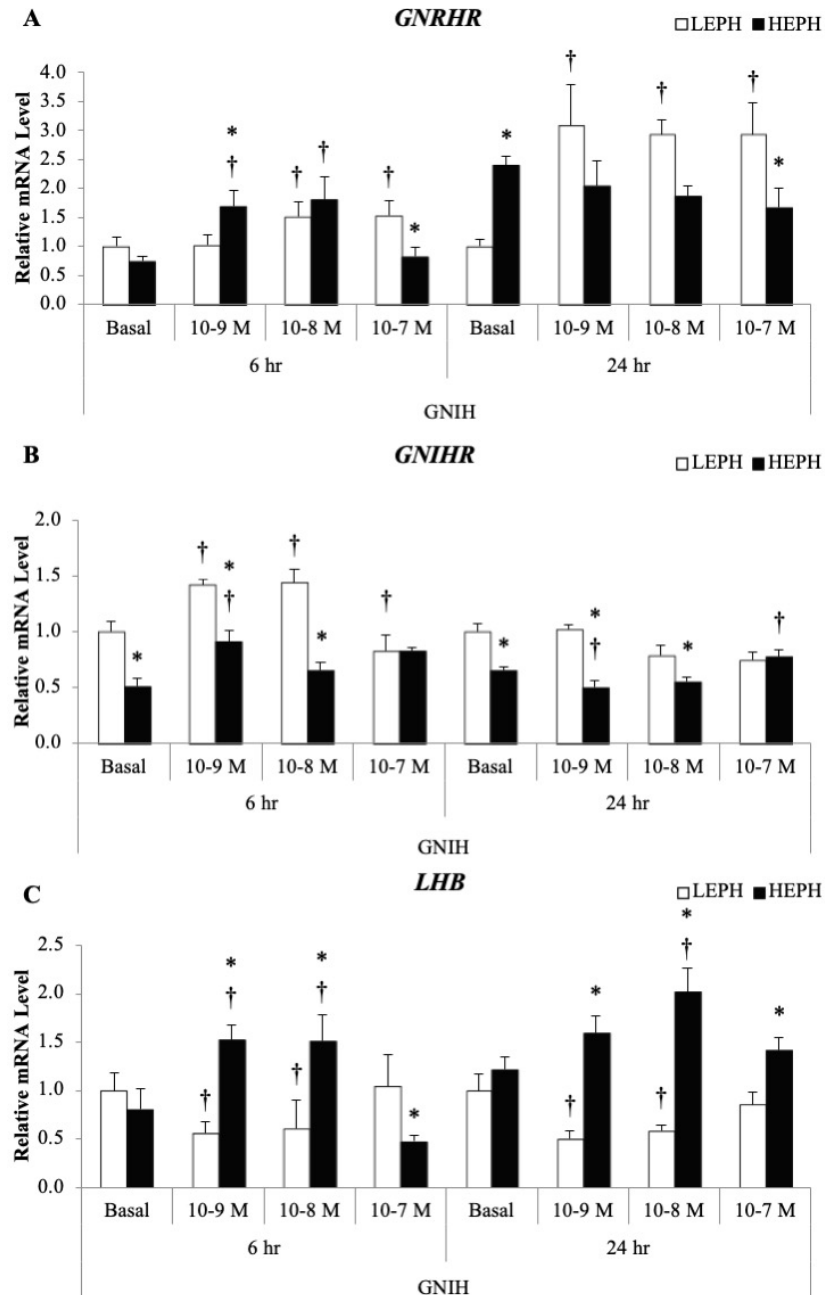 A
GNRHR
LEPH HEPH
Relative mRNA Level
4.0
3.5
3.0
2.5
2.0
1.5
1.0
0.5
0.0
* † † † † * * † † † *
Basal 10-9 M 10-8 M 10-7 M Basal 10-9 M 10-8 M 10-7 M
6 hr 24 hr
GNIH
B
GNIHR
LEPH HEPH
Relative mRNA Level
2.0
1.5
1.0
0.5
0.0
* † * † † * † * * † * †
Basal 10-9 M 10-8 M 10-7 M Basal 10-9 M 10-8 M 10-7 M
6 hr 24 hr
GNIH
C
LHB
LEPH HEPH
Relative mRNA Level
2.5
2.0
1.5
1.0
0.5
0.0
† * † † * † * † * † * † *
Basal 10-9 M 10-8 M 10-7 M Basal 10-9 M 10-8 M 10-7 M
6 hr 24 hr
GNIH